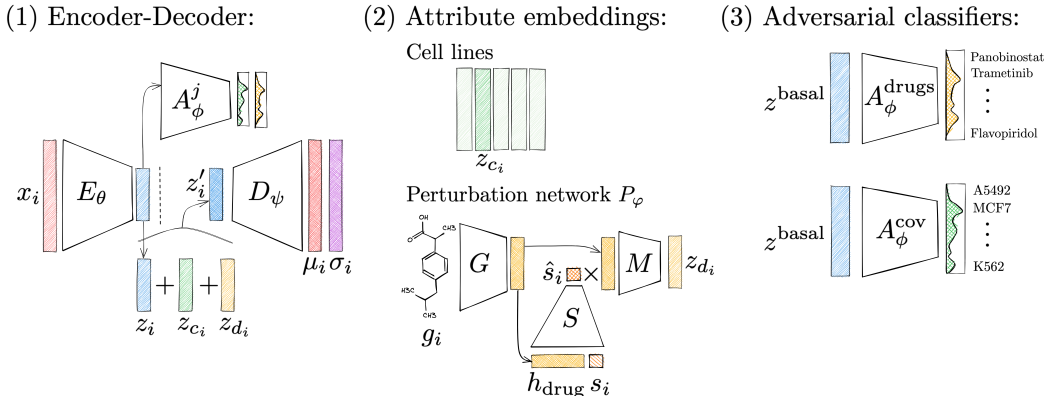 (1) Encoder-Decoder:
A_ϕ^j
x_i
E_θ
z_i′
D_ψ
μ_i σ_i
+ +
z_i z_{c_i} z_{d_i}
(2) Attribute embeddings:
Cell lines
z_{c_i}
Perturbation network P_φ
OH
O
CH3
H3C
CH3
g_i
G
ŝ_i ×
M
z_{d_i}
S
h_drug s_i
(3) Adversarial classifiers:
z^basal
A_ϕ^drugs
Panobinostat
Trametinib
⋮
Flavopiridol
z^basal
A_ϕ^cov
A5492
MCF7
⋮
K562